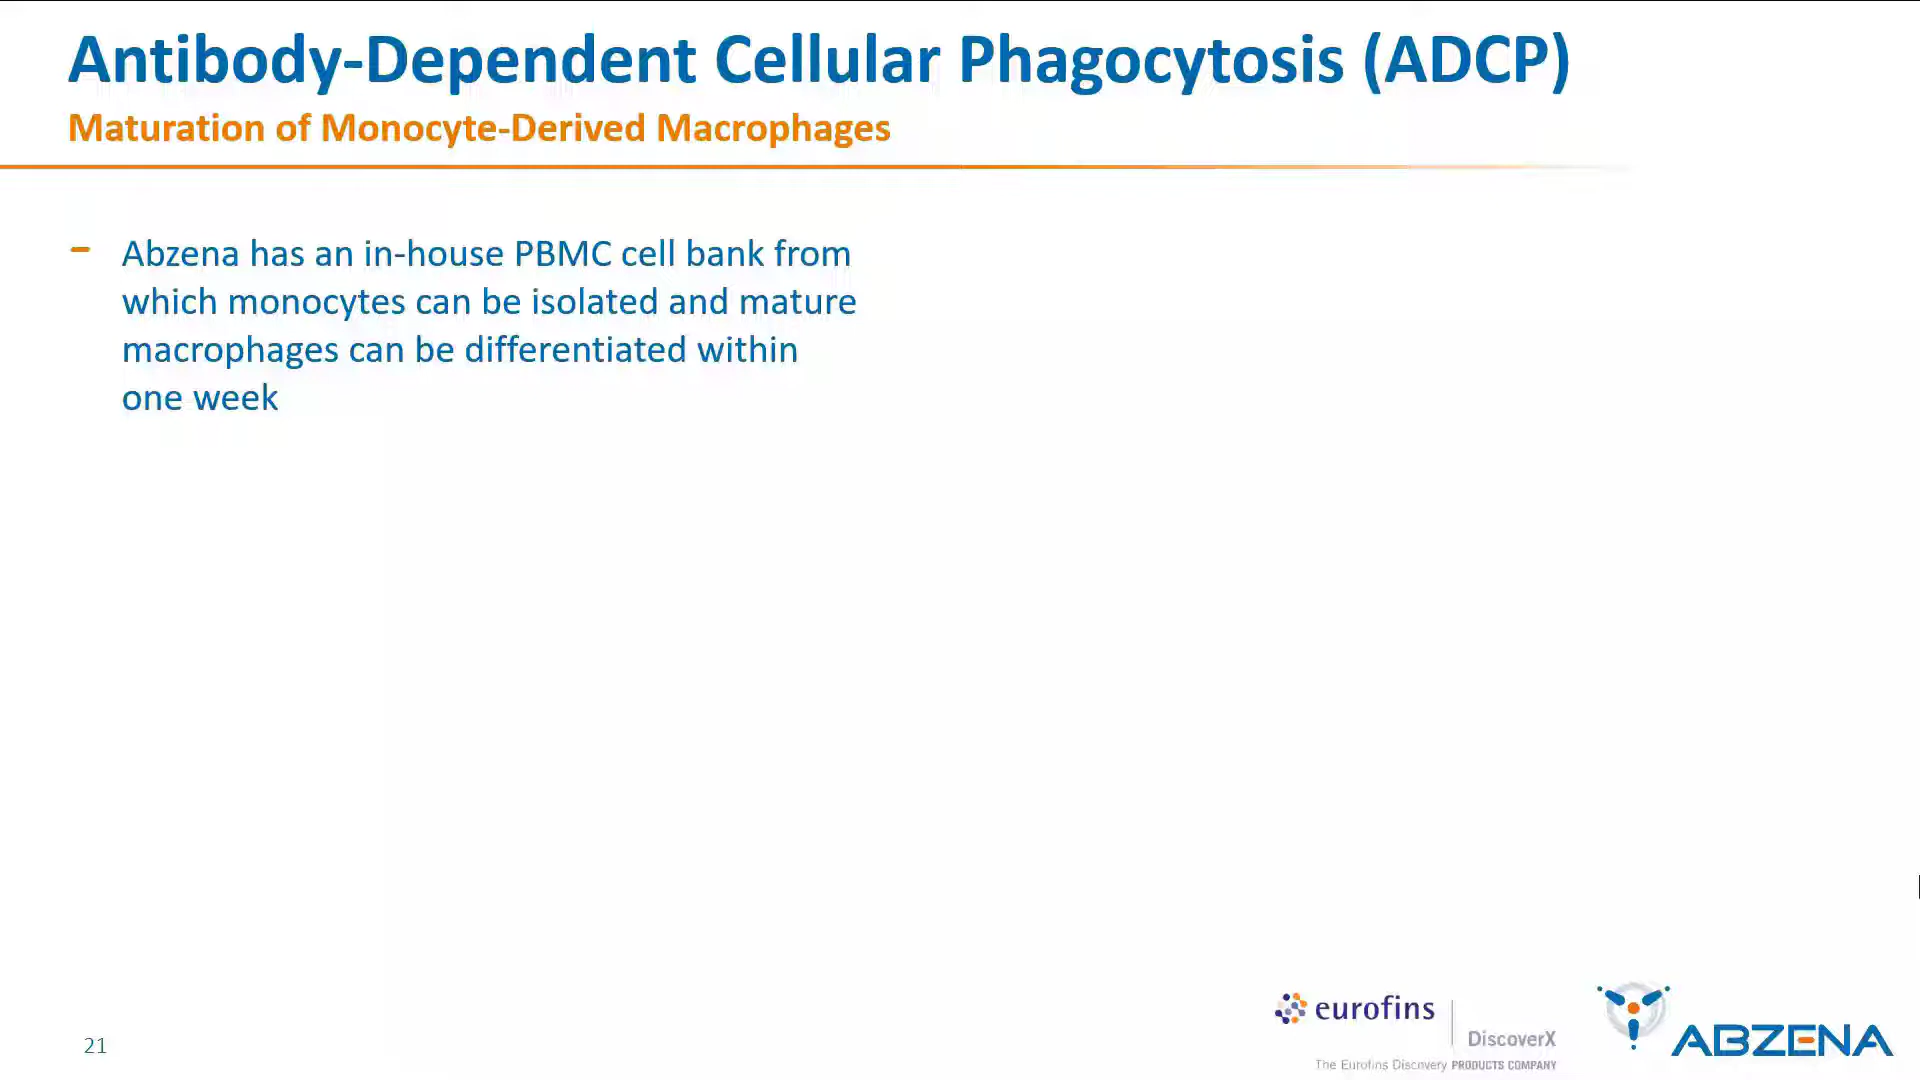 Antibody-Dependent Cellular Phagocytosis (ADCP)
Maturation of Monocyte-Derived Macrophages
- Abzena has an in-house PBMC cell bank from
which monocytes can be isolated and mature
macrophages can be differentiated within
one week
eurofins
DiscoverX
The Eurofins Discovery PRODUCTS COMPANY
ABZENA
21